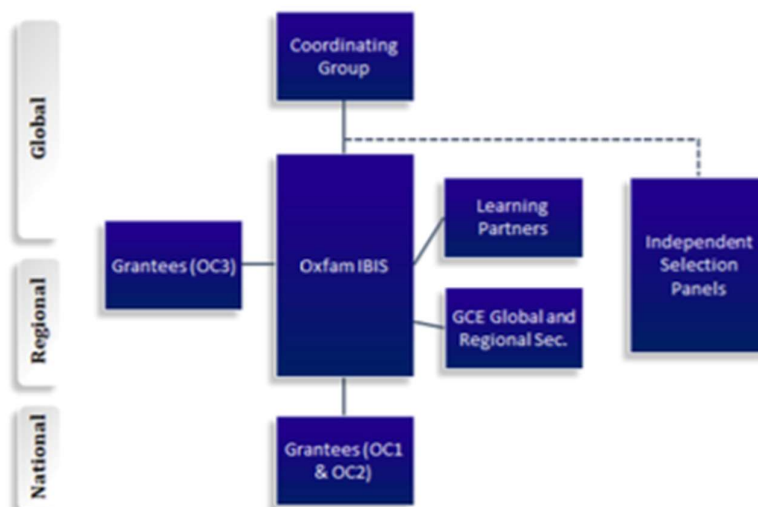 Global
Regional
National
Coordinating
Group
Oxfam IBIS
Grantees (OC3)
Learning
Partners
GCE Global and
Regional Sec.
Independent
Selection
Panels
Grantees (OC1
& OC2)